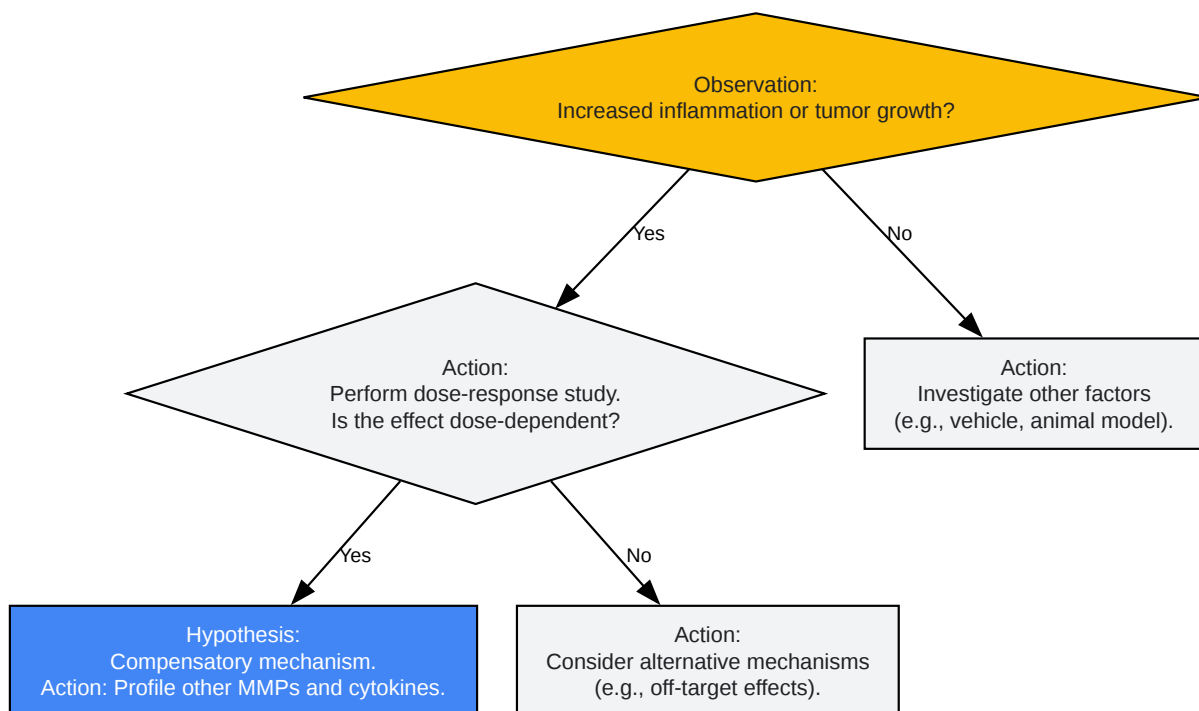 Observation:
Increased inflammation or tumor growth?
Yes
No
Action:
Perform dose-response study.
Is the effect dose-dependent?
Action:
Investigate other factors
(e.g., vehicle, animal model).
Yes
No
Hypothesis:
Compensatory mechanism.
Action: Profile other MMPs and cytokines.
Action:
Consider alternative mechanisms
(e.g., off-target effects).